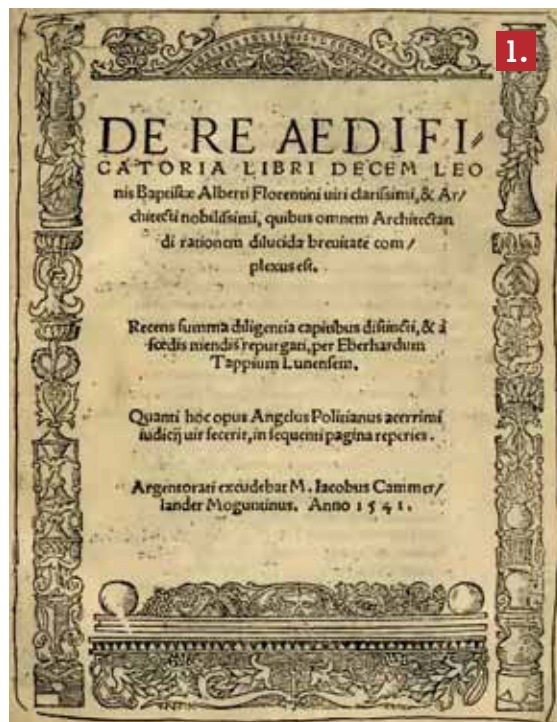 1.
DE RE AEDIFI⸗
CATORIA LIBRI DECEM LEO
nis Baptistæ Alberti Florentini uiri clarissimi, & Ar/
chitecti nobilissimi, quibus omnem Architectan
di rationem dilucida breuitate com/
plexus est.
Recens summa diligentia capitibus distincti, & à
fœdis mendis repurgati, per Eberhardum
Tappium Lunensem.
Quanti hoc opus Angelus Politianus acerrimi
iudicij uir fecerit, in sequenti pagina reperies.
Argentorati excudebat M. Iacobus Cammer/
lander Moguntinus. Anno 1541.